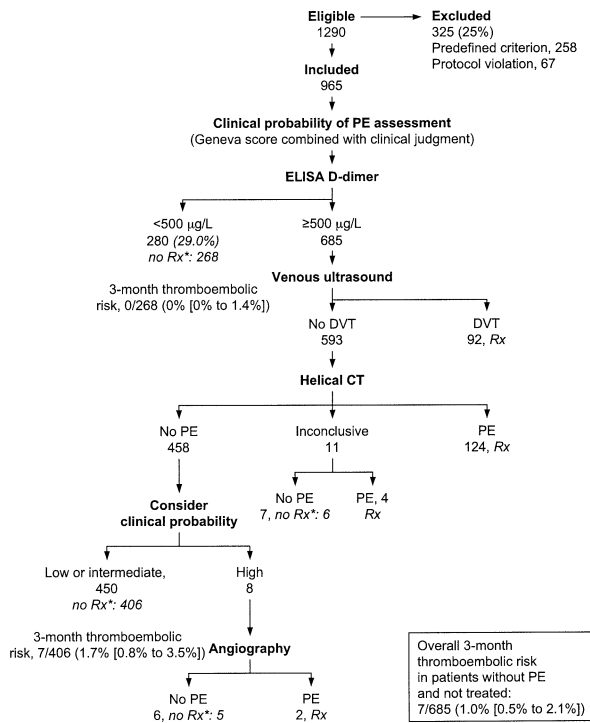 Eligible
1290
Excluded
325 (25%)
Predefined criterion, 258
Protocol violation, 67
Included
965
Clinical probability of PE assessment
(Geneva score combined with clinical judgment)
ELISA D-dimer
<500 µg/L
280 (29.0%)
no Rx*: 268
≥500 µg/L
685
3-month thromboembolic
risk, 0/268 (0% [0% to 1.4%])
Venous ultrasound
No DVT
593
DVT
92, Rx
Helical CT
No PE
458
Inconclusive
11
PE
124, Rx
No PE
7, no Rx*: 6
PE, 4
Rx
Consider
clinical probability
Low or intermediate,
450
no Rx*: 406
High
8
3-month thromboembolic
risk, 7/406 (1.7% [0.8% to 3.5%])
Angiography
No PE
6, no Rx*: 5
PE
2, Rx
Overall 3-month
thromboembolic risk
in patients without PE
and not treated:
7/685 (1.0% [0.5% to 2.1%])